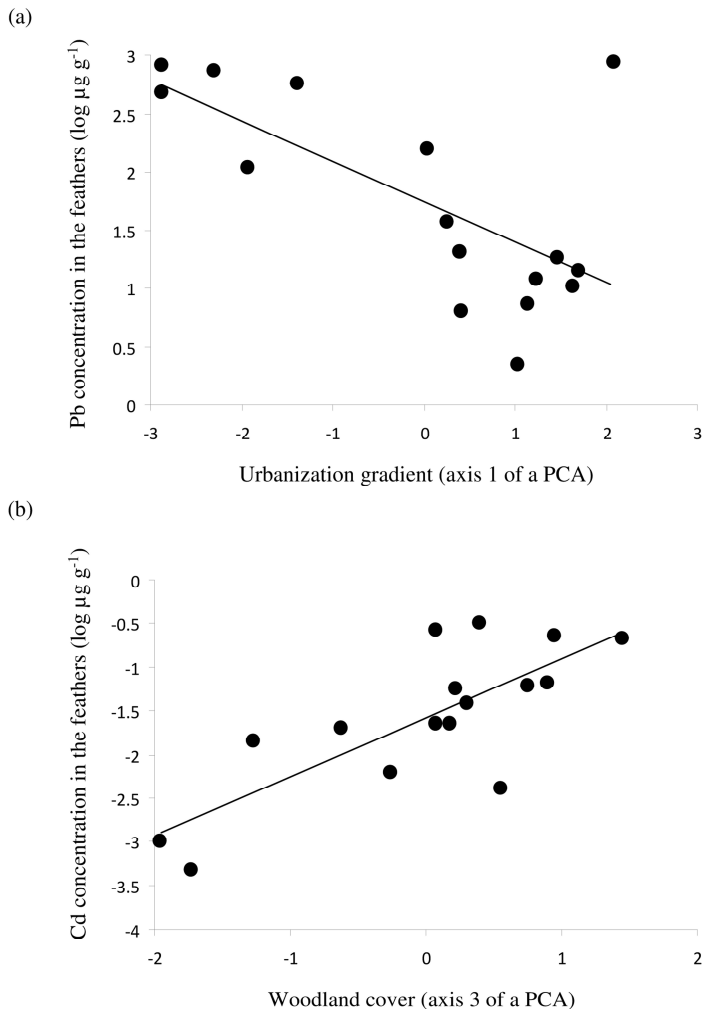 (a)
Pb concentration in the feathers (log µg g⁻¹)
3
2.5
2
1.5
1
0.5
0
-3 -2 -1 0 1 2 3
Urbanization gradient (axis 1 of a PCA)
(b)
Cd concentration in the feathers (log µg g⁻¹)
0
-0.5
-1
-1.5
-2
-2.5
-3
-3.5
-4
-2 -1 0 1 2
Woodland cover (axis 3 of a PCA)